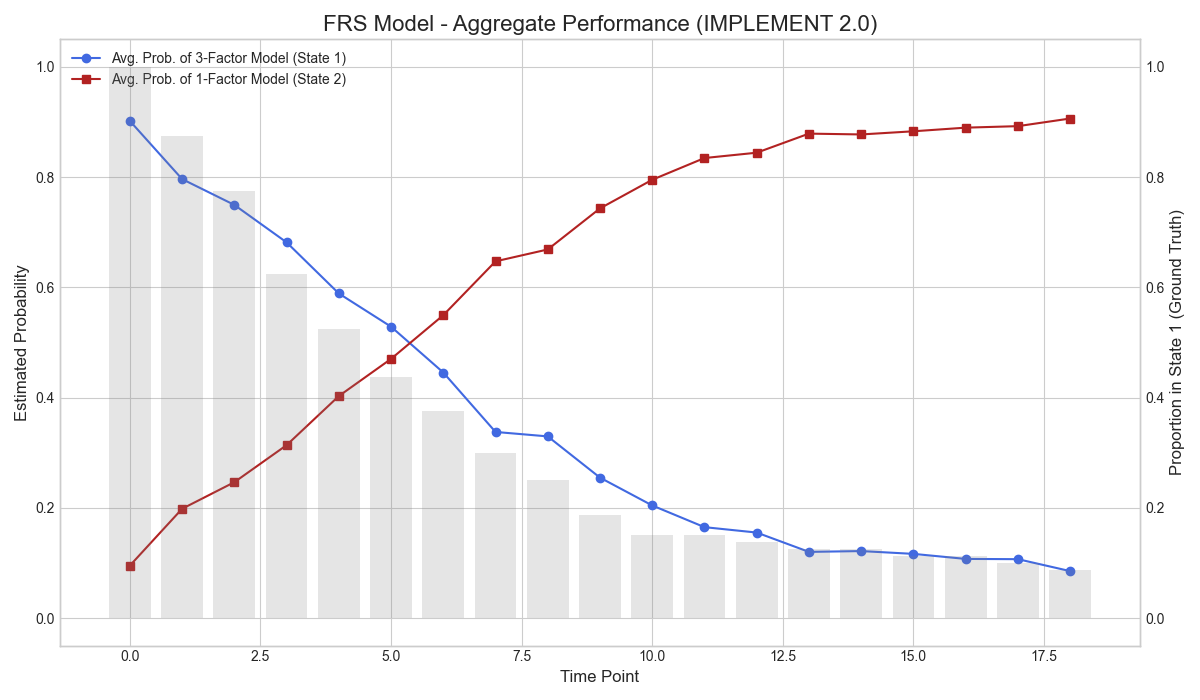 FRS Model - Aggregate Performance (IMPLEMENT 2.0)
Avg. Prob. of 3-Factor Model (State 1)
Avg. Prob. of 1-Factor Model (State 2)
Estimated Probability
1.0
0.8
0.6
0.4
0.2
0.0
1.0
0.8
0.6
0.4
0.2
0.0
Proportion in State 1 (Ground Truth)
0.0 2.5 5.0 7.5 10.0 12.5 15.0 17.5
Time Point